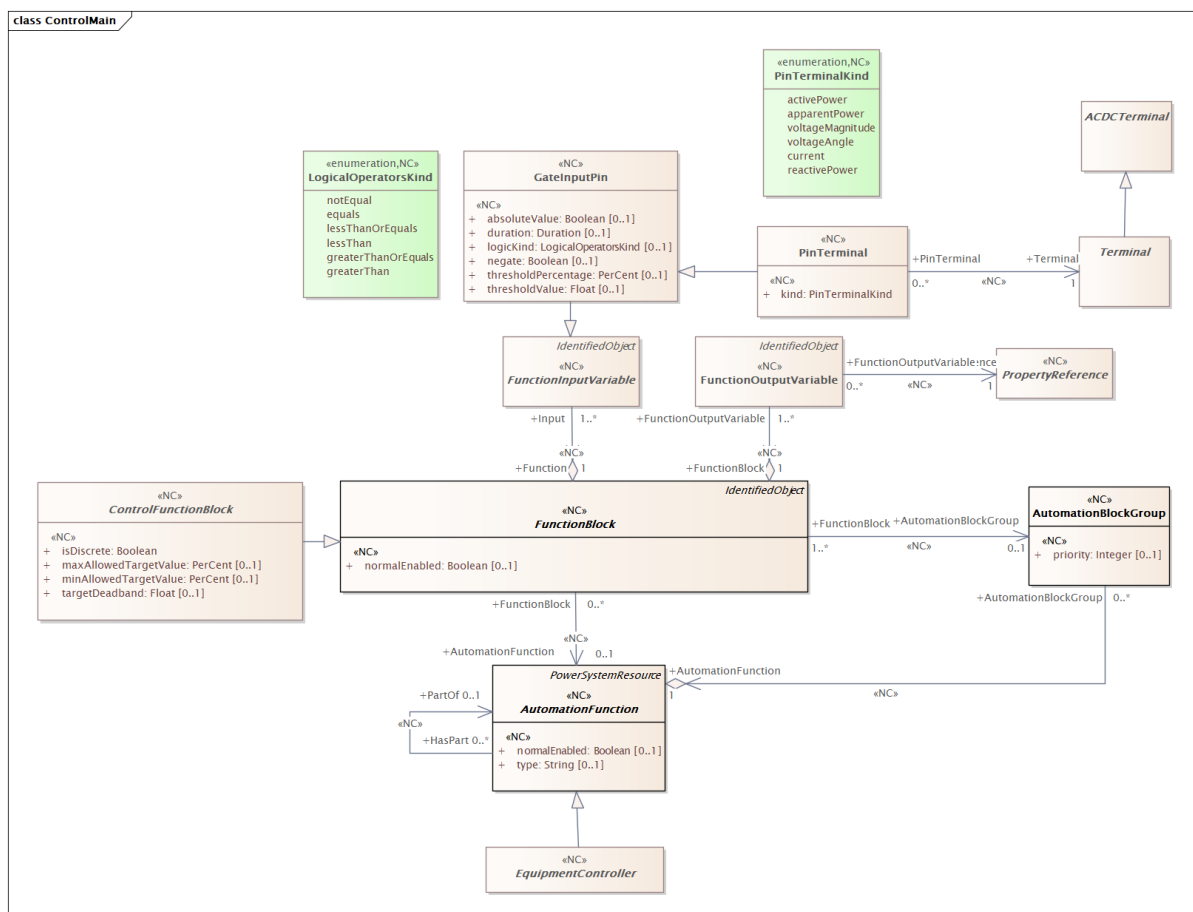 class ControlMain
«enumeration,NC»
PinTerminalKind
activePower
apparentPower
voltageMagnitude
voltageAngle
current
reactivePower
ACDCTerminal
«enumeration,NC»
LogicalOperatorsKind
notEqual
equals
lessThanOrEquals
lessThan
greaterThanOrEquals
greaterThan
«NC»
GateInputPin
«NC»
+ absoluteValue: Boolean [0..1]
+ duration: Duration [0..1]
+ logicKind: LogicalOperatorsKind
+ negate: Boolean [0..1]
+ thresholdPercentage: PerCent [0..1]
+ thresholdValue: Float [0..1]
«NC»
PinTerminal
«NC»
+ kind: PinTerminalKind
+PinTerminal
0..*
«NC»
+Terminal
1
Terminal
IdentifiedObject
«NC»
FunctionInputVariable
IdentifiedObject
«NC»
FunctionOutputVariable
+FunctionOutputVariable
0..*
«NC»
1
«NC»
PropertyReference
+Input
1..*
«NC»
+Function
1
+FunctionOutputVariable
1..*
«NC»
+FunctionBlock
1
«NC»
ControlFunctionBlock
«NC»
+ isDiscrete: Boolean
+ maxAllowedTargetValue: PerCent [0..1]
+ minAllowedTargetValue: PerCent [0..1]
+ targetDeadband: Float [0..1]
IdentifiedObject
«NC»
FunctionBlock
«NC»
+ normalEnabled: Boolean [0..1]
+FunctionBlock
1..*
«NC»
+AutomationBlockGroup
0..1
«NC»
AutomationBlockGroup
«NC»
+ priority: Integer [0..1]
+FunctionBlock
0..*
«NC»
+AutomationFunction
0..1
+AutomationBlockGroup
0..*
«NC»
+AutomationFunction
1
PowerSystemResource
«NC»
AutomationFunction
«NC»
+ normalEnabled: Boolean [0..1]
+ type: String [0..1]
+PartOf 0..1
«NC»
+HasPart 0..*
«NC»
EquipmentController